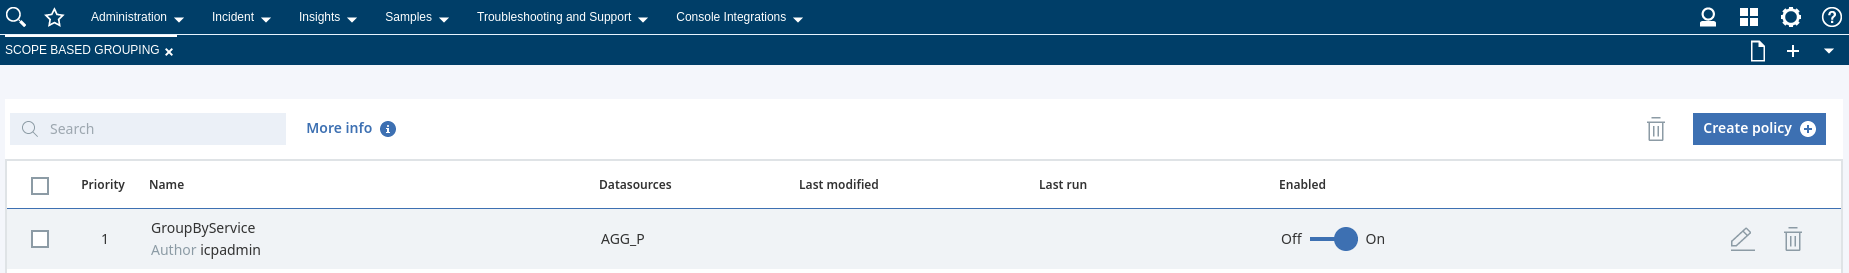 Administration Incident Insights Samples Troubleshooting and Support Console Integrations
SCOPE BASED GROUPING
Search More info Create policy
Priority Name Datasources Last modified Last run Enabled
1 GroupByService AGG_P Off On
Author icpadmin